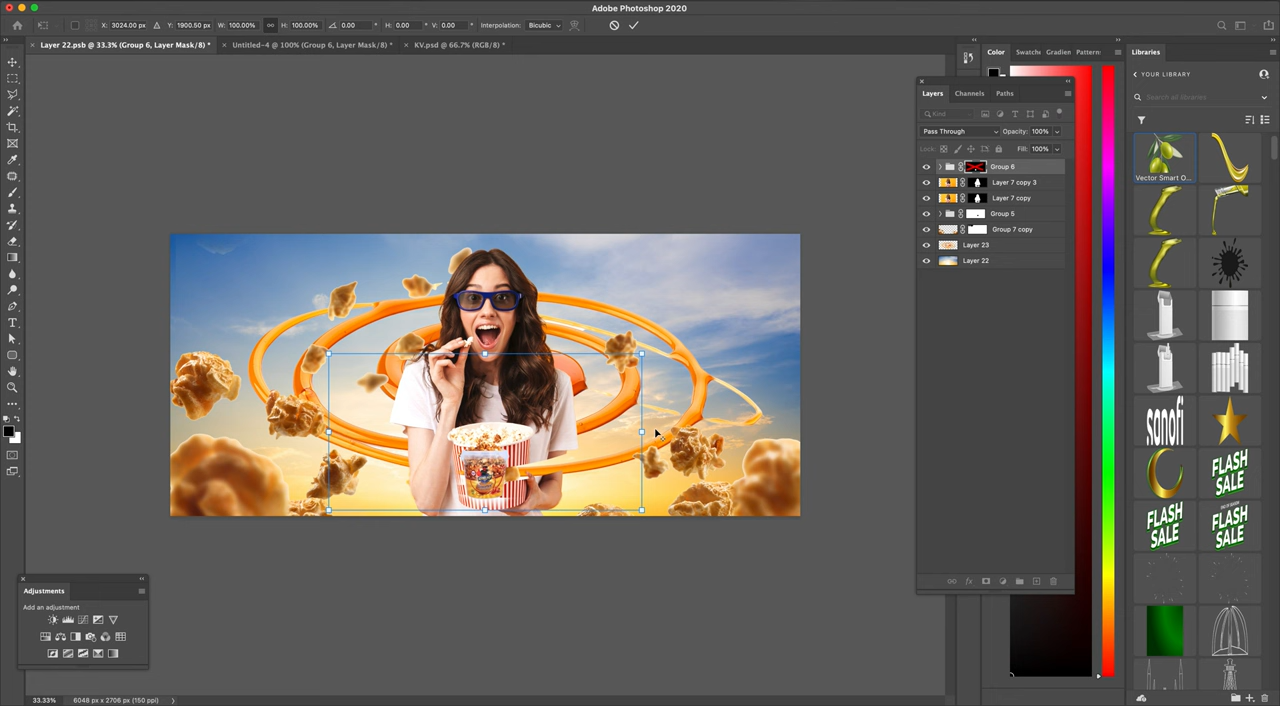 Adobe Photoshop 2020
X: 3024.00 px Y: 1900.50 px W: 100.00% H: 100.00% 0.00 ° H: 0.00 ° V: 0.00 ° Interpolation: Bicubic
× Layer 22.psb @ 33.3% (Group 6, Layer Mask/8) * × Untitled-4 @ 100% (Group 6, Layer Mask/8) * × KV.psd @ 66.7% (RGB/8) *
Color Swatch Gradien Pattern
Libraries
YOUR LIBRARY
Search all libraries
Layers Channels Paths
Kind
Pass Through Opacity: 100%
Lock: Fill: 100%
Group 6
Layer 7 copy 3
Layer 7 copy
Group 5
Group 7 copy
Layer 23
Layer 22
Vector Smart O...
sanofi
FLASH
SALE
FLASH
SALE
FLASH
SALE
Adjustments
Add an adjustment
33.33% 6048 px x 2706 px (150 ppi)